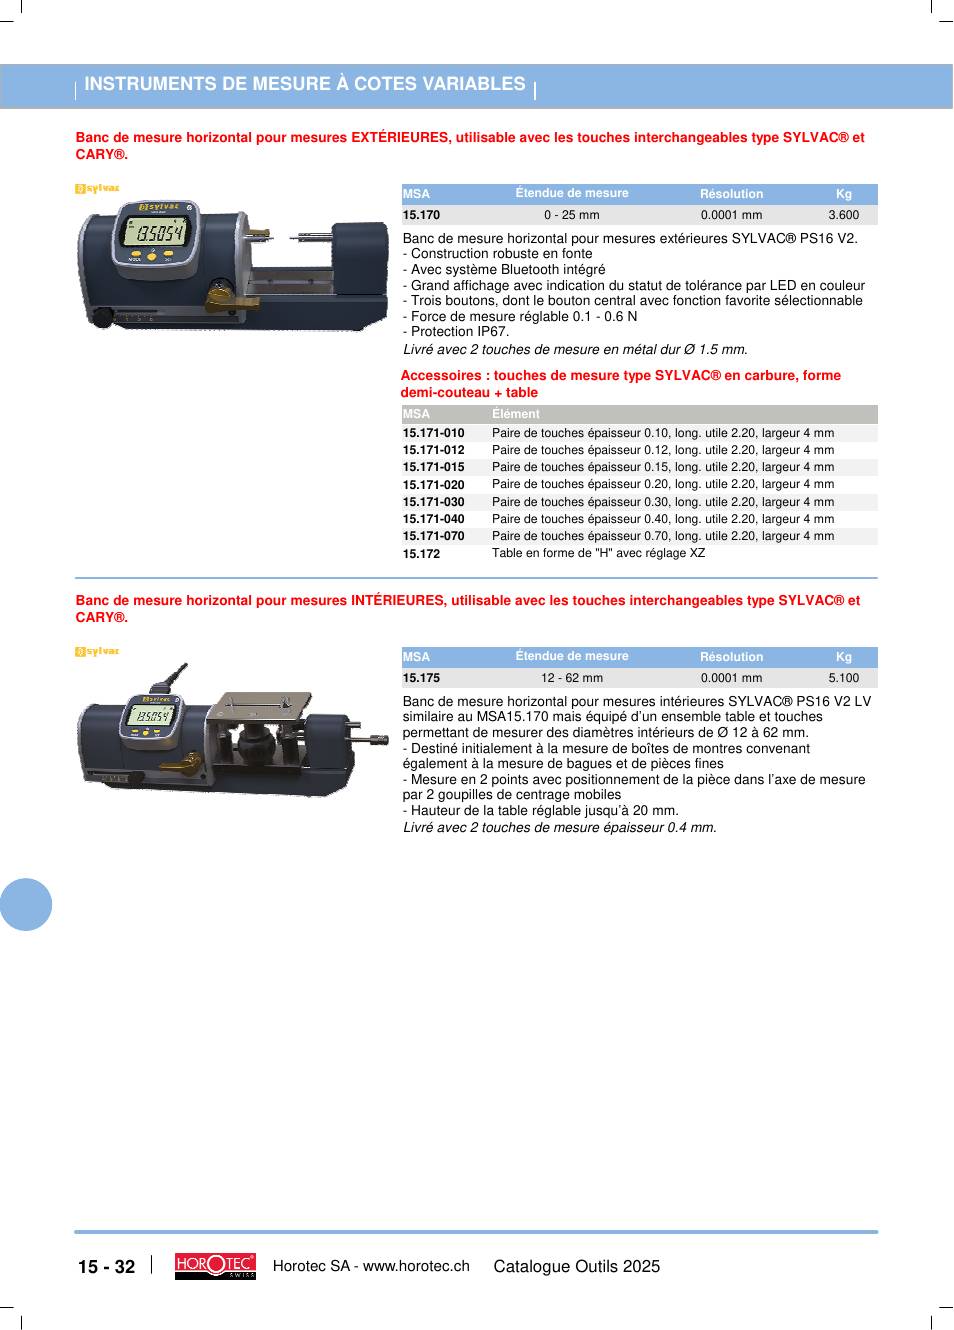 INSTRUMENTS DE MESURE À COTES VARIABLES
Banc de mesure horizontal pour mesures EXTÉRIEURES, utilisable avec les touches interchangeables type SYLVAC® et
CARY®.
sylvac
sylvac
13.5054
MODE
MSA Étendue de mesure Résolution Kg
15.170 0 - 25 mm 0.0001 mm 3.600
Banc de mesure horizontal pour mesures extérieures SYLVAC® PS16 V2.
- Construction robuste en fonte
- Avec système Bluetooth intégré
- Grand affichage avec indication du statut de tolérance par LED en couleur
- Trois boutons, dont le bouton central avec fonction favorite sélectionnable
- Force de mesure réglable 0.1 - 0.6 N
- Protection IP67.
Livré avec 2 touches de mesure en métal dur Ø 1.5 mm.
Accessoires : touches de mesure type SYLVAC® en carbure, forme
demi-couteau + table
MSA Élément
15.171-010 Paire de touches épaisseur 0.10, long. utile 2.20, largeur 4 mm
15.171-012 Paire de touches épaisseur 0.12, long. utile 2.20, largeur 4 mm
15.171-015 Paire de touches épaisseur 0.15, long. utile 2.20, largeur 4 mm
15.171-020 Paire de touches épaisseur 0.20, long. utile 2.20, largeur 4 mm
15.171-030 Paire de touches épaisseur 0.30, long. utile 2.20, largeur 4 mm
15.171-040 Paire de touches épaisseur 0.40, long. utile 2.20, largeur 4 mm
15.171-070 Paire de touches épaisseur 0.70, long. utile 2.20, largeur 4 mm
15.172 Table en forme de "H" avec réglage XZ
Banc de mesure horizontal pour mesures INTÉRIEURES, utilisable avec les touches interchangeables type SYLVAC® et
CARY®.
sylvac
sylvac
13.5054
MSA Étendue de mesure Résolution Kg
15.175 12 - 62 mm 0.0001 mm 5.100
Banc de mesure horizontal pour mesures intérieures SYLVAC® PS16 V2 LV
similaire au MSA15.170 mais équipé d'un ensemble table et touches
permettant de mesurer des diamètres intérieurs de Ø 12 à 62 mm.
- Destiné initialement à la mesure de boîtes de montres convenant
également à la mesure de bagues et de pièces fines
- Mesure en 2 points avec positionnement de la pièce dans l'axe de mesure
par 2 goupilles de centrage mobiles
- Hauteur de la table réglable jusqu'à 20 mm.
Livré avec 2 touches de mesure épaisseur 0.4 mm.
15 - 32 HOROTEC® SWISS Horotec SA - www.horotec.ch Catalogue Outils 2025